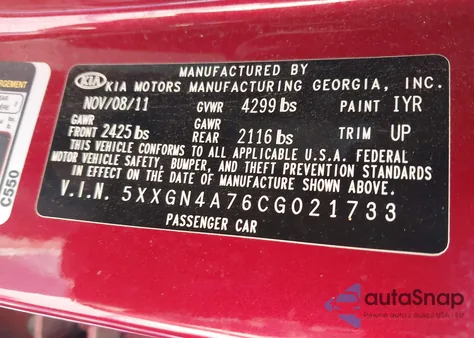 MANUFACTURED BY
KIA KIA MOTORS MANUFACTURING GEORGIA, INC.
NOV/08/11 GVWR 4299 lbs PAINT IYR
GAWR GAWR
FRONT 2425 lbs REAR 2116 lbs TRIM UP
THIS VEHICLE CONFORMS TO ALL APPLICABLE U.S.A. FEDERAL
MOTOR VEHICLE SAFETY, BUMPER, AND THEFT PREVENTION STANDARDS
IN EFFECT ON THE DATE OF MANUFACTURE SHOWN ABOVE.
V.I.N. 5XXGN4A76CG021733
PASSENGER CAR
C550
autaSnap